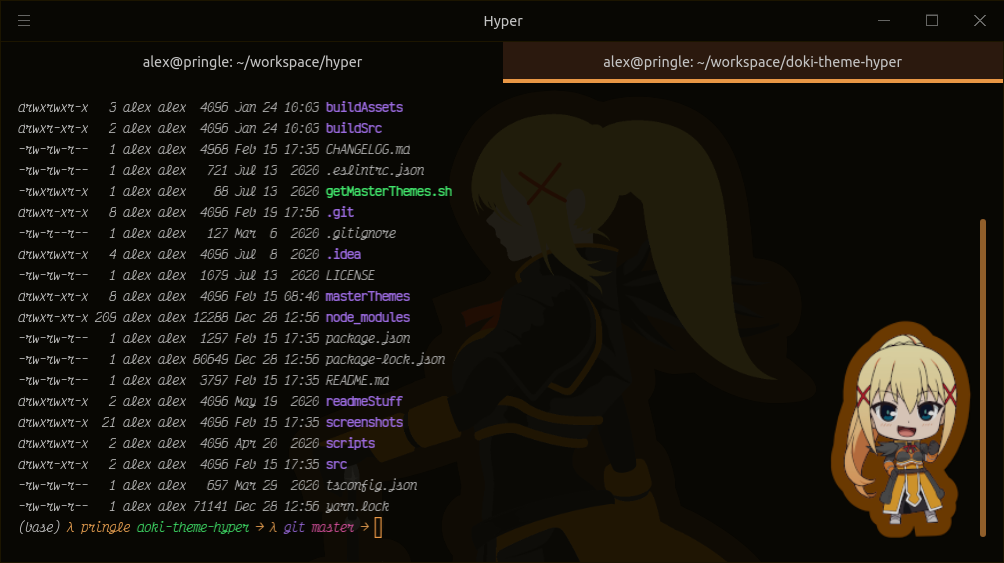 Hyper
alex@pringle: ~/workspace/hyper
alex@pringle: ~/workspace/doki-theme-hyper
drwxrwxr-x 3 alex alex 4096 Jan 24 10:03 buildAssets
drwxr-xr-x 2 alex alex 4096 Jan 24 10:03 buildSrc
-rw-rw-r-- 1 alex alex 4968 Feb 15 17:35 CHANGELOG.md
-rw-rw-r-- 1 alex alex 721 Jul 13 2020 .eslintrc.json
-rwxrwxr-x 1 alex alex 88 Jul 13 2020 getMasterThemes.sh
drwxrwxr-x 8 alex alex 4096 Feb 19 17:56 .git
-rw-r--r-- 1 alex alex 127 Mar 6 2020 .gitignore
drwxrwxr-x 4 alex alex 4096 Jul 8 2020 .idea
-rw-rw-r-- 1 alex alex 1079 Jul 13 2020 LICENSE
drwxrwxr-x 8 alex alex 4096 Feb 15 08:40 masterThemes
drwxr-xr-x 209 alex alex 12288 Dec 28 12:56 node_modules
-rw-rw-r-- 1 alex alex 1297 Feb 15 17:35 package.json
-rw-rw-r-- 1 alex alex 80649 Dec 28 12:56 package-lock.json
-rw-rw-r-- 1 alex alex 3797 Feb 15 17:35 README.md
drwxrwxr-x 2 alex alex 4096 May 19 2020 readmeStuff
drwxrwxr-x 21 alex alex 4096 Feb 15 17:35 screenshots
drwxrwxr-x 2 alex alex 4096 Apr 20 2020 scripts
drwxr-xr-x 2 alex alex 4096 Feb 15 17:35 src
-rw-rw-r-- 1 alex alex 697 Mar 29 2020 tsconfig.json
-rw-rw-r-- 1 alex alex 71141 Dec 28 12:56 yarn.lock
(base) λ pringle doki-theme-hyper → λ git master →